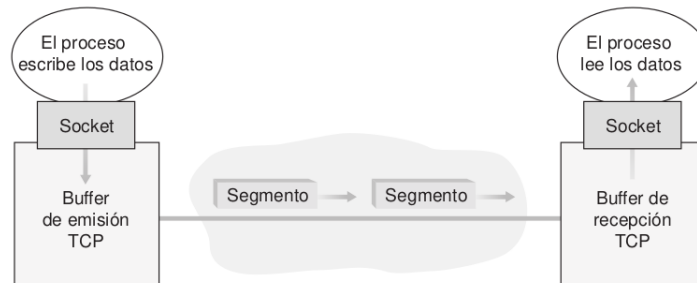 El proceso
escribe los datos
Socket
Buffer
de emisión
TCP
Segmento
Segmento
El proceso
lee los datos
Socket
Buffer de
recepción
TCP